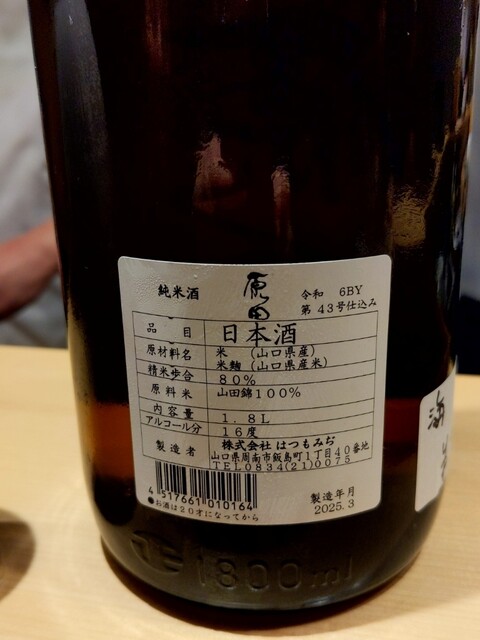 純米酒
原田
令和 6BY
第 43号仕込み
品 目 日本酒
原材料名 米 (山口県産)
米麹 (山口県産米)
精米歩合 80%
原料米 山田錦100%
内容量 1.8L
アルコール分 16度
製造者 株式会社 はつもみぢ
山口県周南市飯島町1丁目40番地
TEL0834(21)0075
4 517661 010164
●お酒は20才になってから
製造年月
2025.3
1800ml